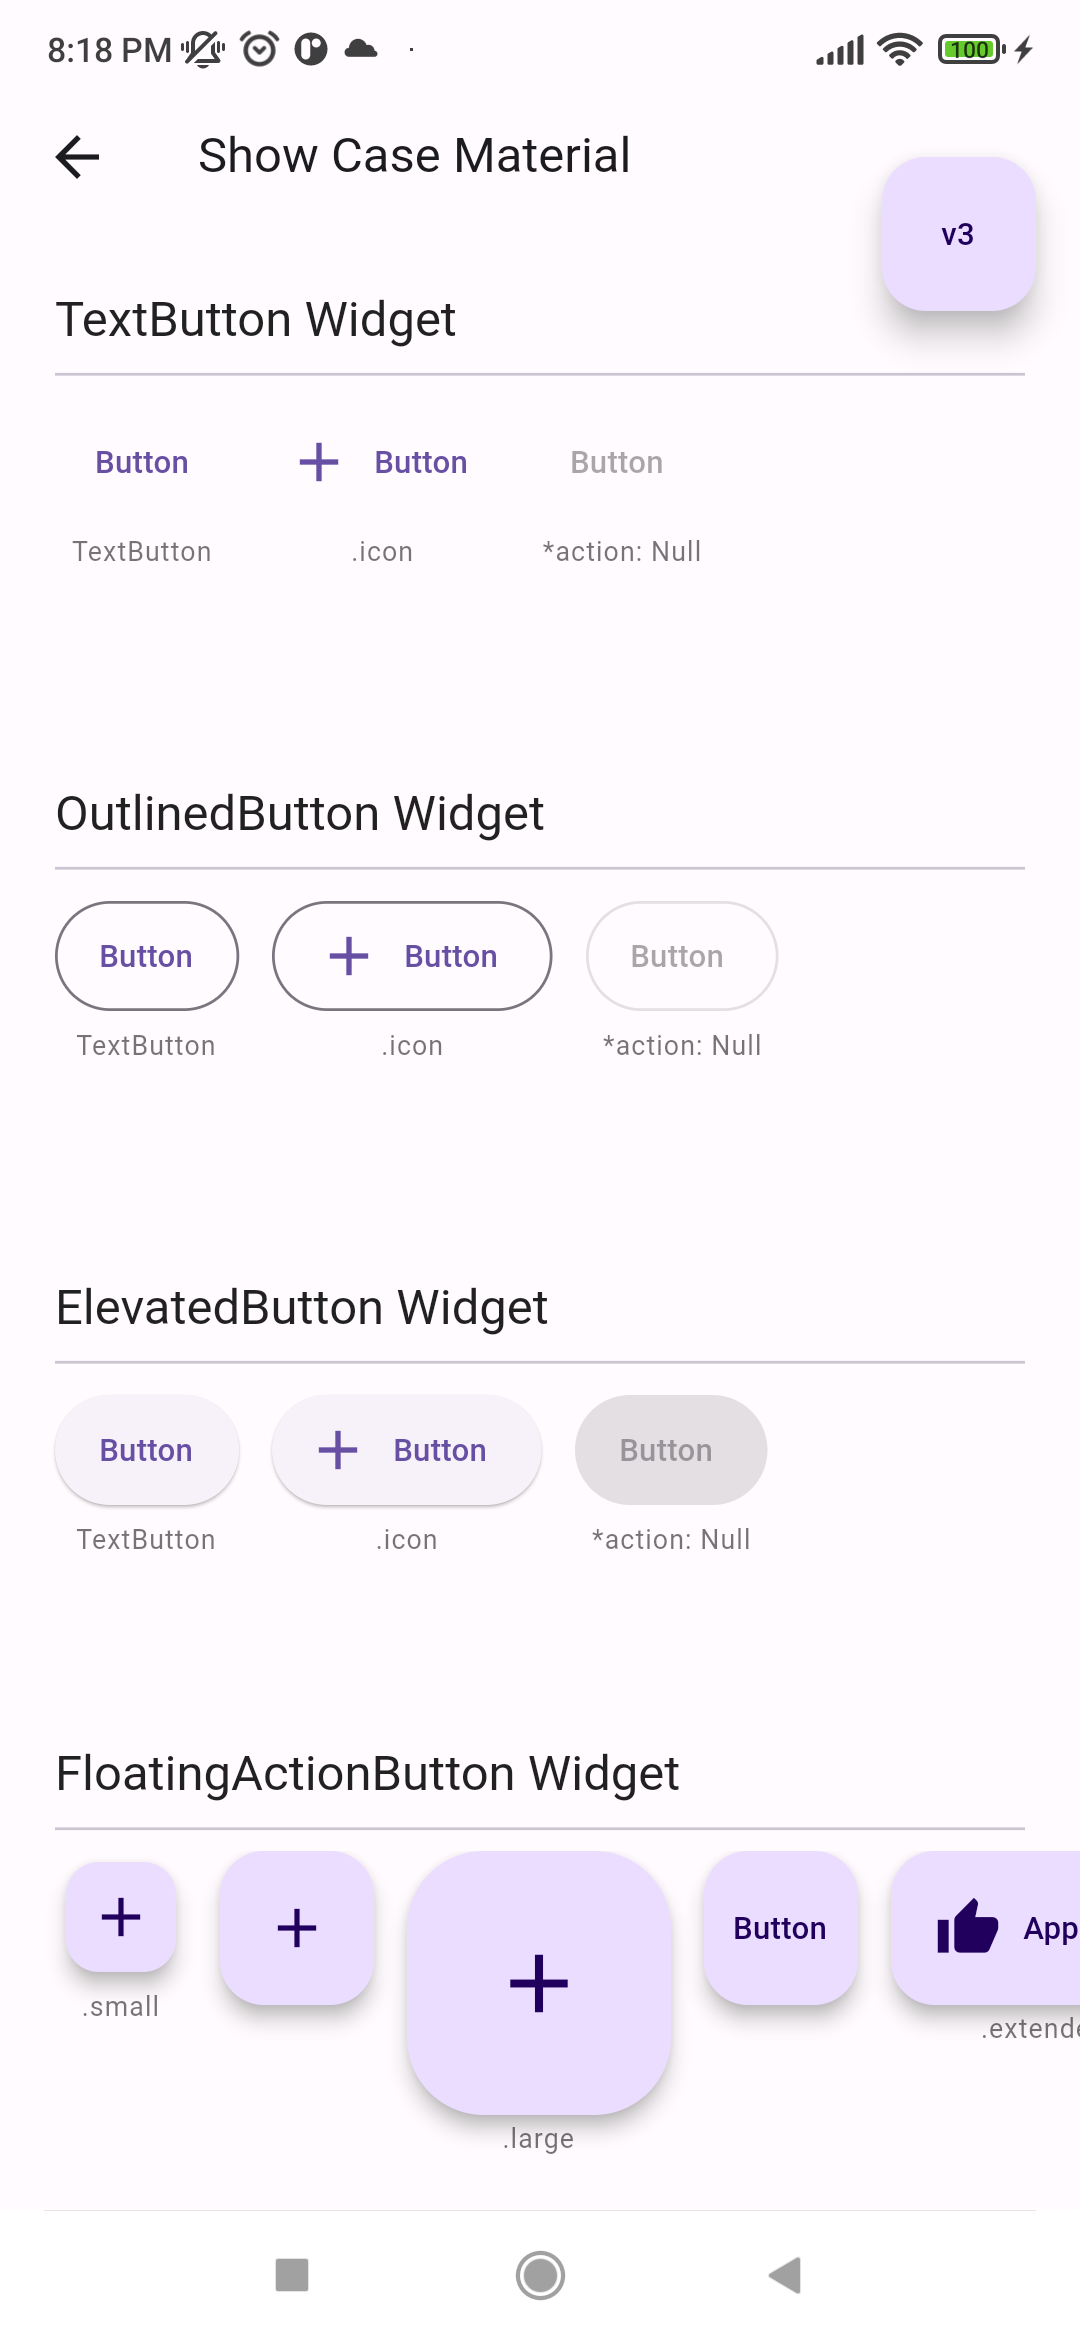 8:18 PM 100
Show Case Material
v3
TextButton Widget
Button Button Button
TextButton .icon *action: Null
OutlinedButton Widget
Button Button Button
TextButton .icon *action: Null
ElevatedButton Widget
Button Button Button
TextButton .icon *action: Null
FloatingActionButton Widget
Button App
.small
.extende
.large